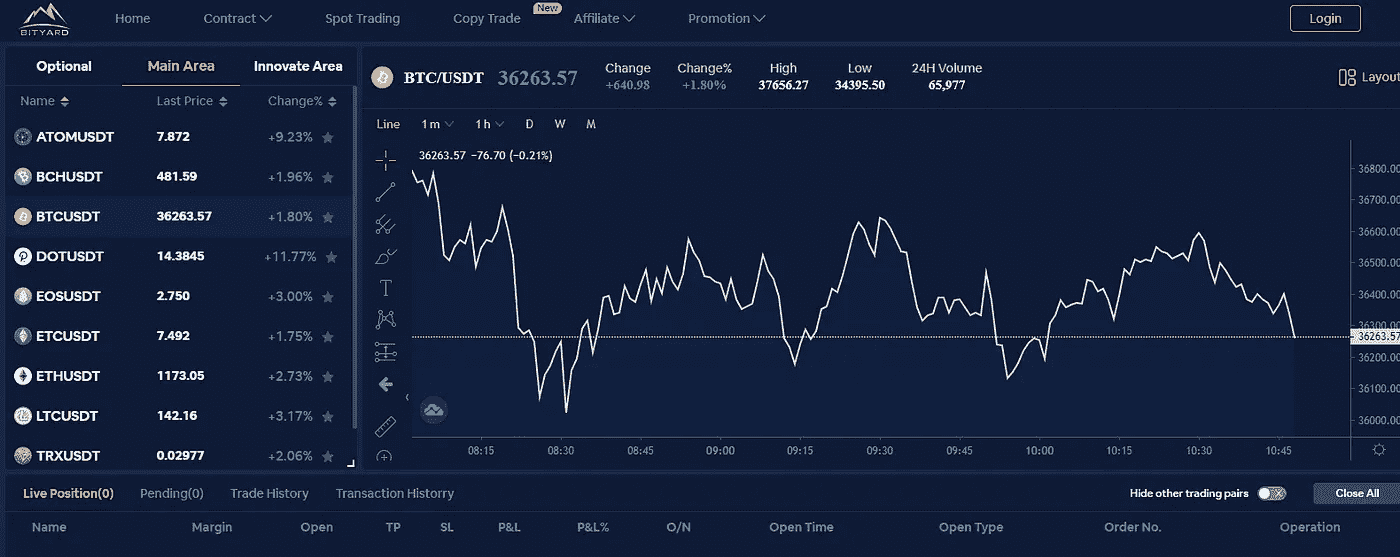 BITYARD
Home Contract Spot Trading Copy Trade New Affiliate Promotion Login
Optional Main Area Innovate Area
Name Last Price Change%
ATOMUSDT 7.872 +9.23%
BCHUSDT 481.59 +1.96%
BTCUSDT 36263.57 +1.80%
DOTUSDT 14.3845 +11.77%
EOSUSDT 2.750 +3.00%
ETCUSDT 7.492 +1.75%
ETHUSDT 1173.05 +2.73%
LTCUSDT 142.16 +3.17%
TRXUSDT 0.02977 +2.06%
BTC/USDT 36263.57
Change Change% High Low 24H Volume
+640.98 +1.80% 37656.27 34395.50 65,977
Layout
Line 1m 1h D W M
36263.57 −76.70 (−0.21%)
36800.00
36700.00
36600.00
36500.00
36400.00
36300.00
36263.57
36200.00
36100.00
36000.00
08:15 08:30 08:45 09:00 09:15 09:30 09:45 10:00 10:15 10:30 10:45
Live Position(0) Pending(0) Trade History Transaction Historry Hide other trading pairs Close All
Name Margin Open TP SL P&L P&L% O/N Open Time Open Type Order No. Operation